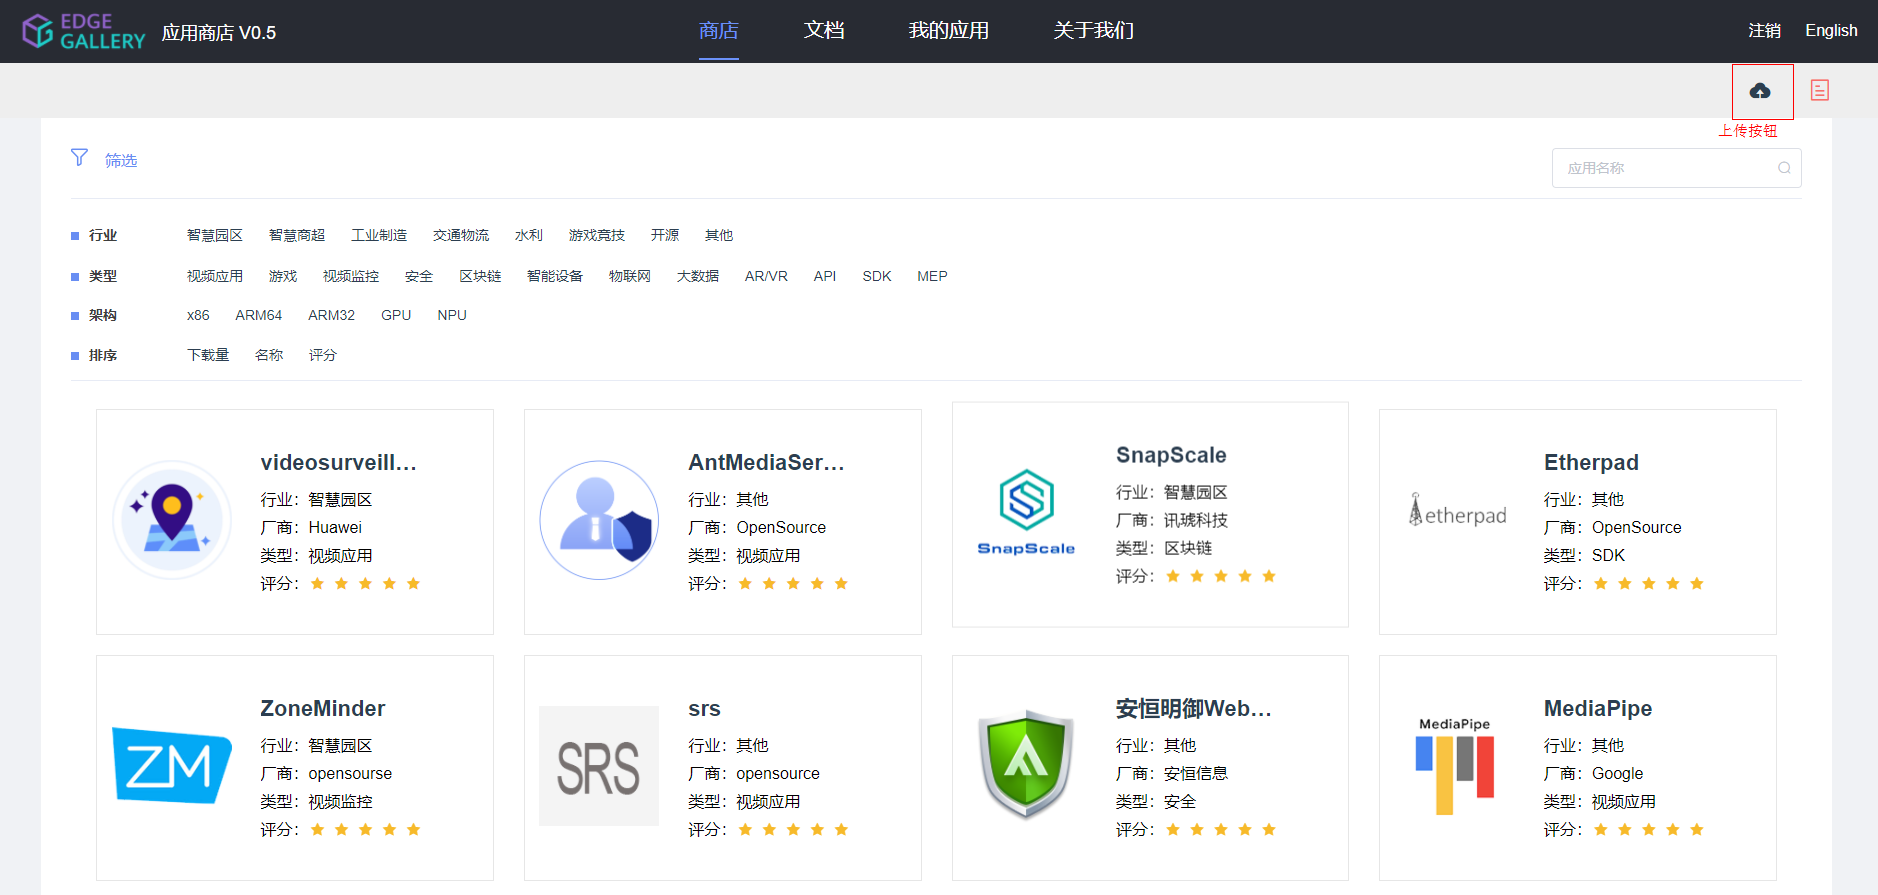 EDGE
GALLERY
应用商店 V0.5
商店
文档
我的应用
关于我们
注销
English
上传按钮
筛选
应用名称
行业
智慧园区
智慧商超
工业制造
交通物流
水利
游戏竞技
开源
其他
类型
视频应用
游戏
视频监控
安全
区块链
智能设备
物联网
大数据
AR/VR
API
SDK
MEP
架构
x86
ARM64
ARM32
GPU
NPU
排序
下载量
名称
评分
videosurveill...
行业：智慧园区
厂商：Huawei
类型：视频应用
评分：
AntMediaSer...
行业：其他
厂商：OpenSource
类型：视频应用
评分：
SnapScale
SnapScale
行业：智慧园区
厂商：讯琥科技
类型：区块链
评分：
etherpad
Etherpad
行业：其他
厂商：OpenSource
类型：SDK
评分：
ZM
ZoneMinder
行业：智慧园区
厂商：opensourse
类型：视频监控
评分：
SRS
srs
行业：其他
厂商：opensource
类型：视频应用
评分：
安恒明御Web...
行业：其他
厂商：安恒信息
类型：安全
评分：
MediaPipe
MediaPipe
行业：其他
厂商：Google
类型：视频应用
评分：